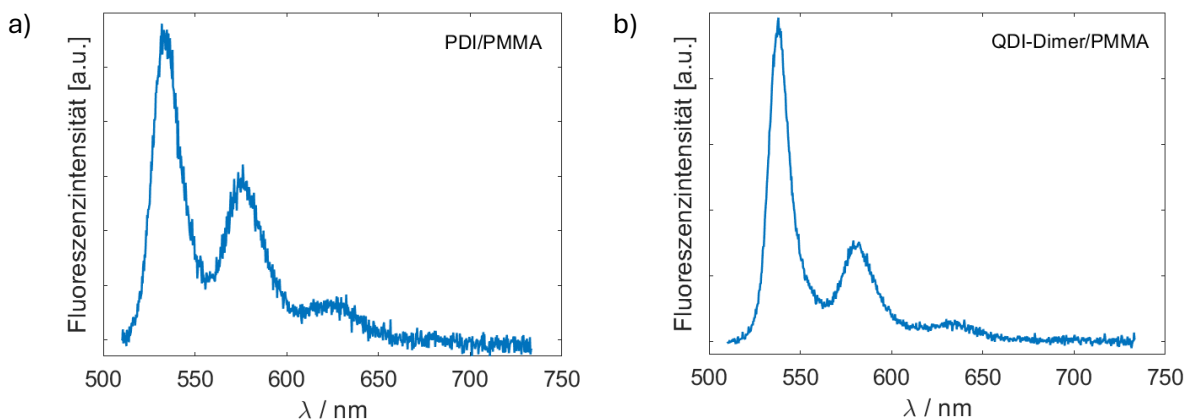 a)
PDI/PMMA
Fluoreszenzintensität [a.u.]
500 550 600 650 700 750
λ / nm
b)
QDI-Dimer/PMMA
Fluoreszenzintensität [a.u.]
500 550 600 650 700 750
λ / nm